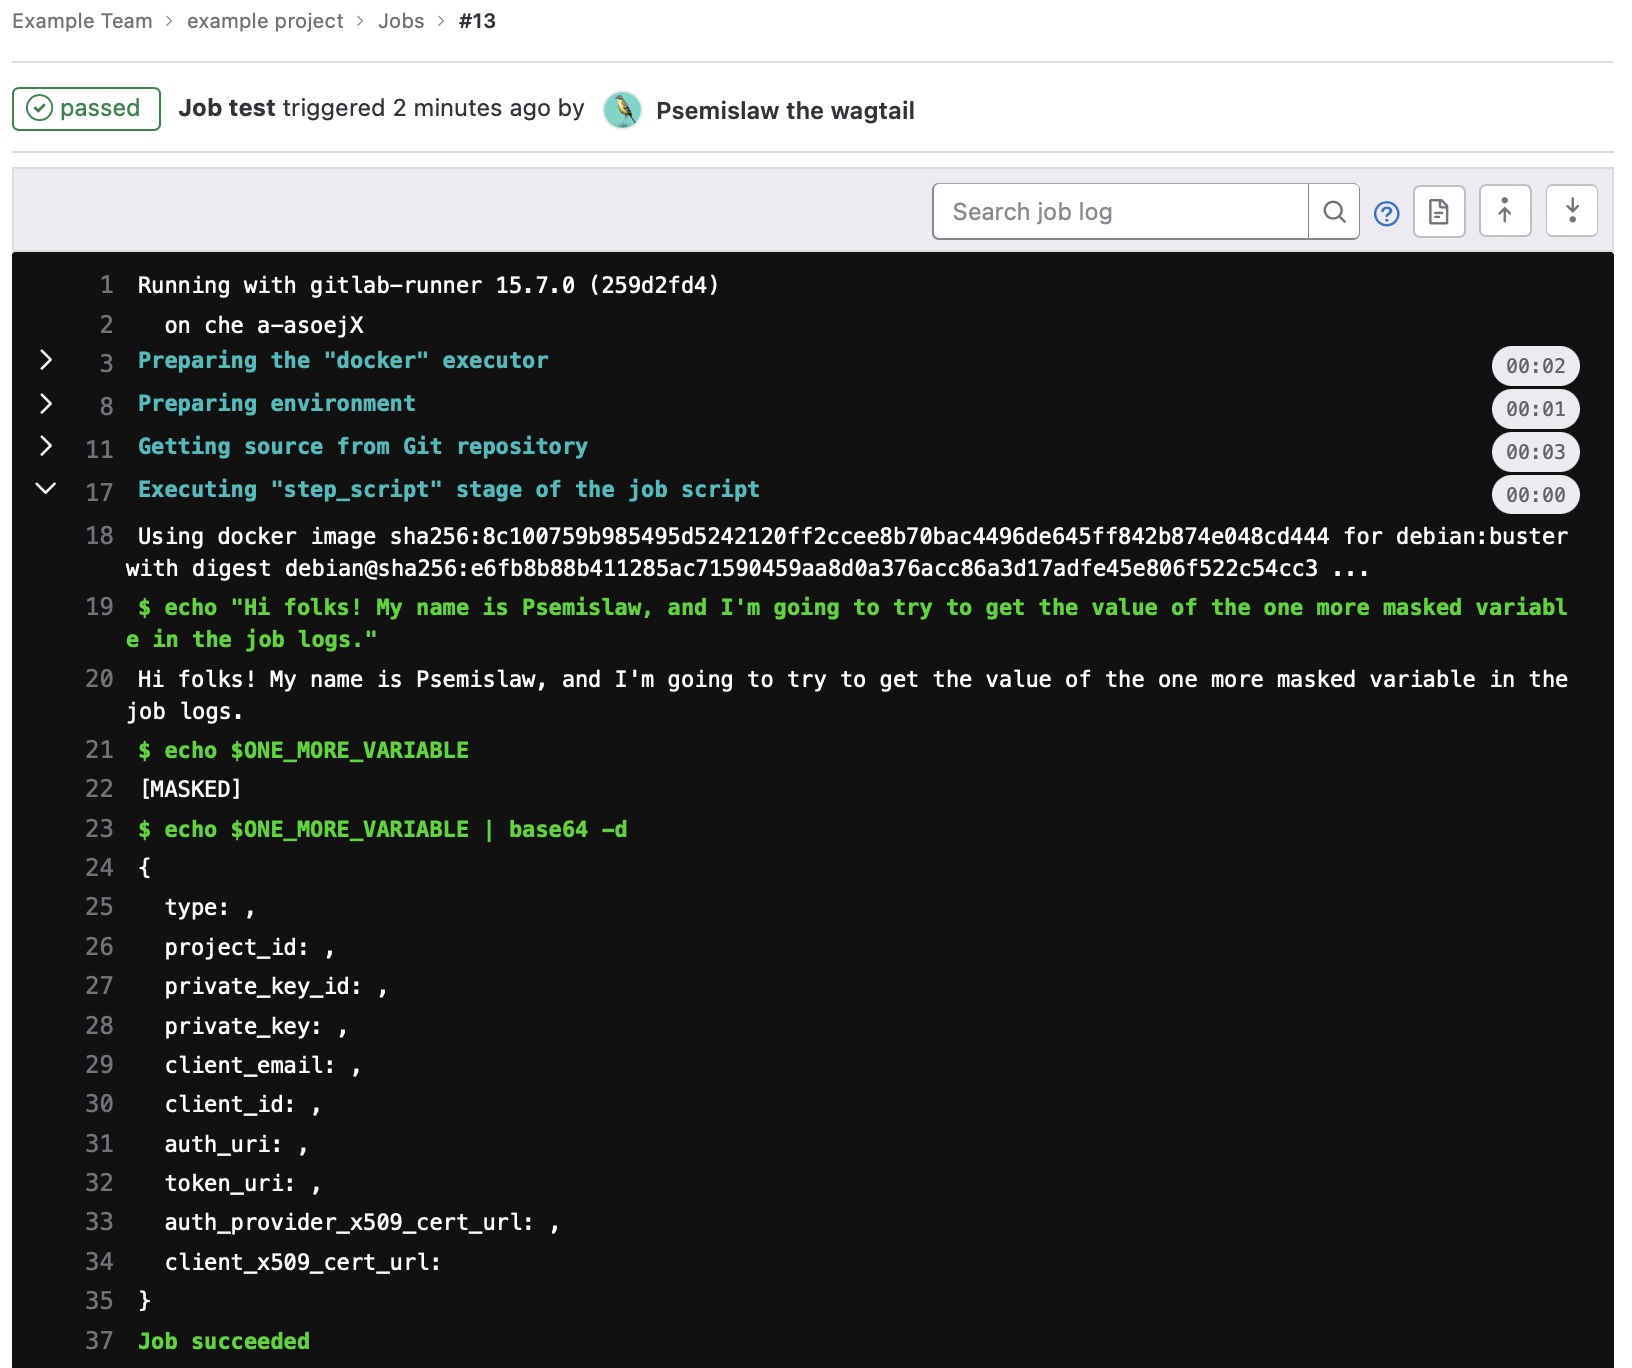 Example Team > example project > Jobs > #13
passed Job test triggered 2 minutes ago by Psemislaw the wagtail
Search job log
1 Running with gitlab-runner 15.7.0 (259d2fd4)
2 on che a-asoejX
3 Preparing the "docker" executor 00:02
8 Preparing environment 00:01
11 Getting source from Git repository 00:03
17 Executing "step_script" stage of the job script 00:00
18 Using docker image sha256:8c100759b985495d5242120ff2ccee8b70bac4496de645ff842b874e048cd444 for debian:buster
with digest debian@sha256:e6fb8b88b411285ac71590459aa8d0a376acc86a3d17adfe45e806f522c54cc3 ...
19 $ echo "Hi folks! My name is Psemislaw, and I'm going to try to get the value of the one more masked variabl
e in the job logs."
20 Hi folks! My name is Psemislaw, and I'm going to try to get the value of the one more masked variable in the
job logs.
21 $ echo $ONE_MORE_VARIABLE
22 [MASKED]
23 $ echo $ONE_MORE_VARIABLE | base64 -d
24 {
25 type: ,
26 project_id: ,
27 private_key_id: ,
28 private_key: ,
29 client_email: ,
30 client_id: ,
31 auth_uri: ,
32 token_uri: ,
33 auth_provider_x509_cert_url: ,
34 client_x509_cert_url:
35 }
37 Job succeeded